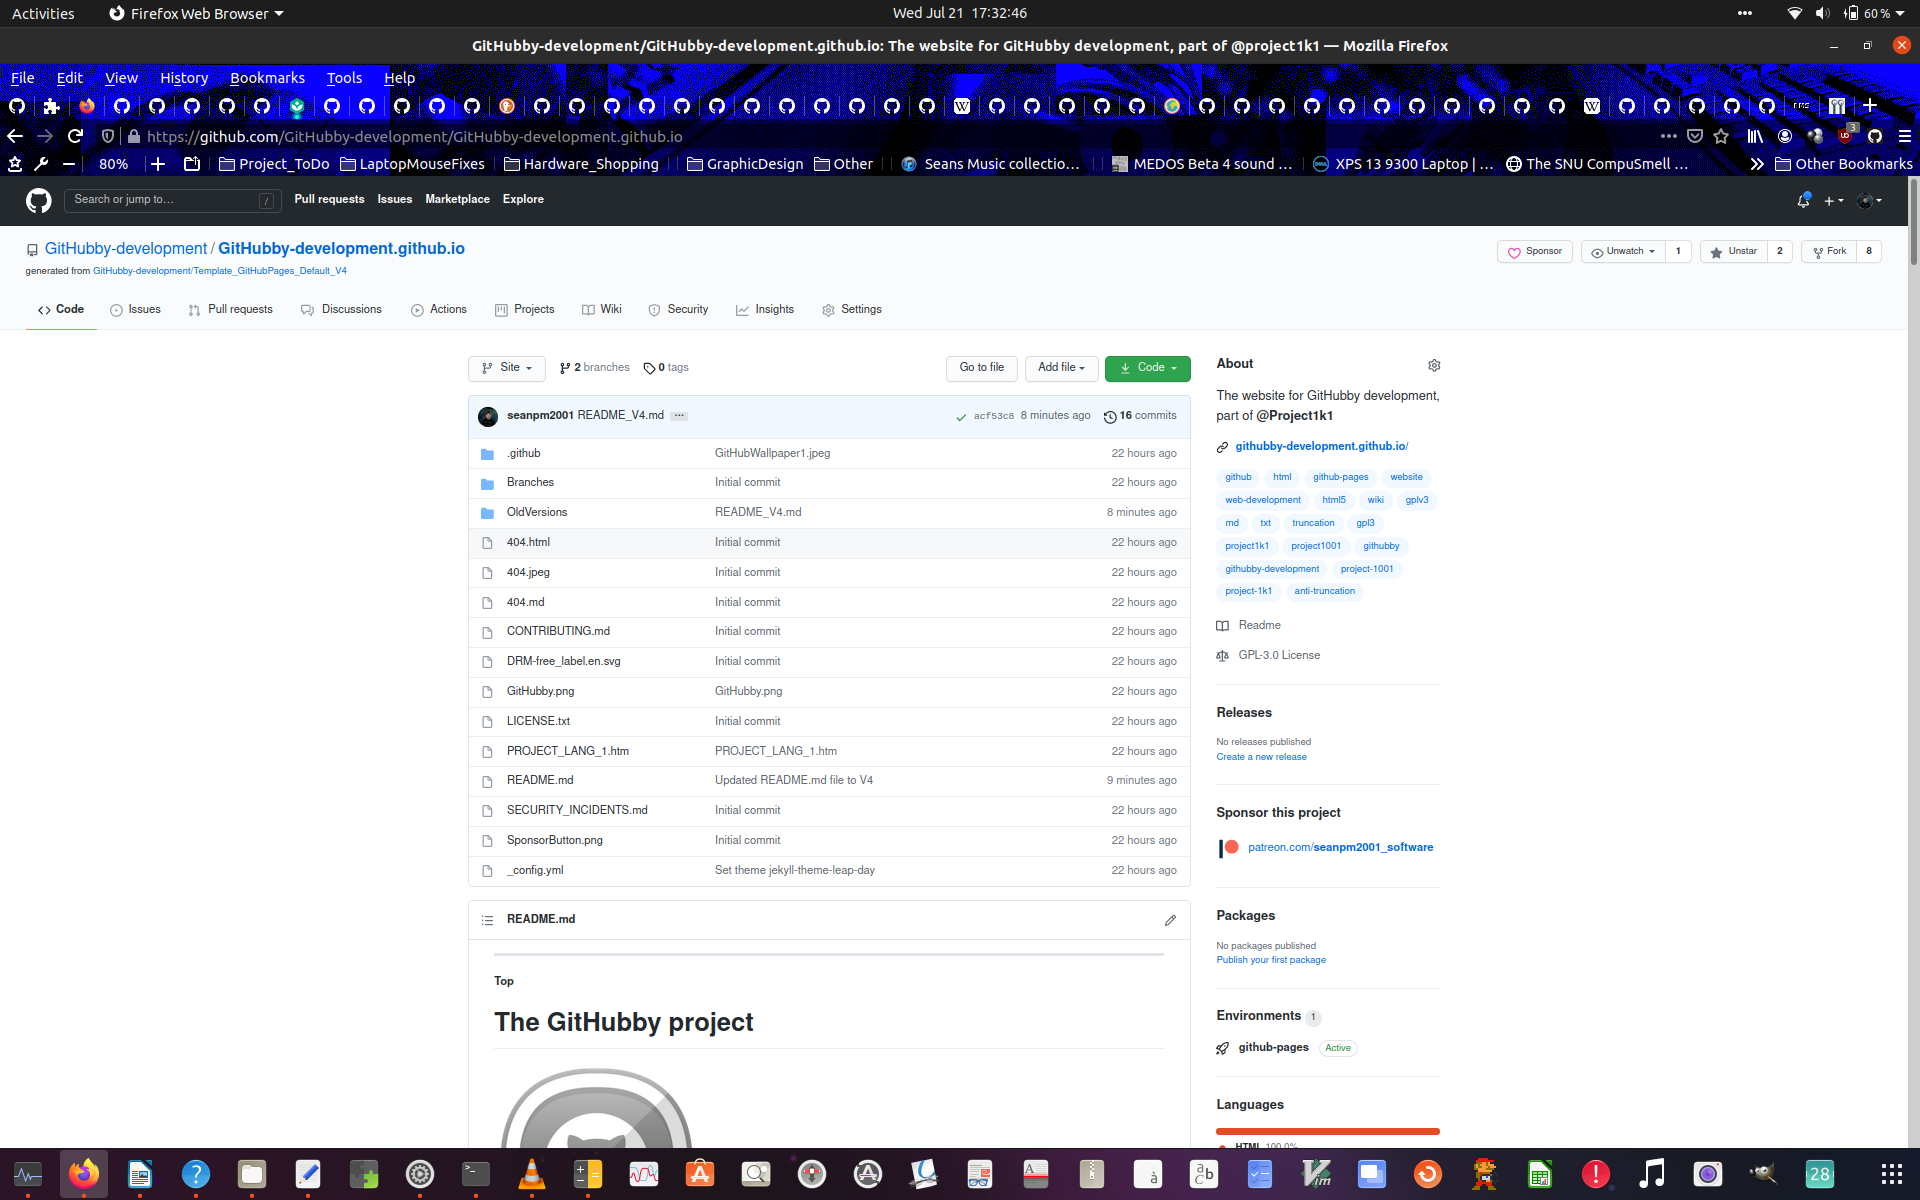 Activities Firefox Web Browser Wed Jul 21 17:32:46 60 %
GitHubby-development/GitHubby-development.github.io: The website for GitHubby development, part of @project1k1 — Mozilla Firefox
File Edit View History Bookmarks Tools Help
https://github.com/GitHubby-development/GitHubby-development.github.io 3
80% Project_ToDo LaptopMouseFixes Hardware_Shopping GraphicDesign Other Seans Music collectio… MEDOS Beta 4 sound … XPS 13 9300 Laptop | … The SNU CompuSmell … Other Bookmarks
Search or jump to… / Pull requests Issues Marketplace Explore
GitHubby-development / GitHubby-development.github.io
Sponsor Unwatch 1 Unstar 2 Fork 8
generated from GitHubby-development/Template_GitHubPages_Default_V4
Code Issues Pull requests Discussions Actions Projects Wiki Security Insights Settings
Site 2 branches 0 tags Go to file Add file Code
seanpm2001 README_V4.md ··· acf53c8 8 minutes ago 16 commits
.github GitHubWallpaper1.jpeg 22 hours ago
Branches Initial commit 22 hours ago
OldVersions README_V4.md 8 minutes ago
404.html Initial commit 22 hours ago
404.jpeg Initial commit 22 hours ago
404.md Initial commit 22 hours ago
CONTRIBUTING.md Initial commit 22 hours ago
DRM-free_label.en.svg Initial commit 22 hours ago
GitHubby.png GitHubby.png 22 hours ago
LICENSE.txt Initial commit 22 hours ago
PROJECT_LANG_1.htm PROJECT_LANG_1.htm 22 hours ago
README.md Updated README.md file to V4 9 minutes ago
SECURITY_INCIDENTS.md Initial commit 22 hours ago
SponsorButton.png Initial commit 22 hours ago
_config.yml Set theme jekyll-theme-leap-day 22 hours ago
README.md
Top
The GitHubby project
About
The website for GitHubby development,
part of @Project1k1
githubby-development.github.io/
github html github-pages website
web-development html5 wiki gplv3
md txt truncation gpl3
project1k1 project1001 githubby
githubby-development project-1001
project-1k1 anti-truncation
Readme
GPL-3.0 License
Releases
No releases published
Create a new release
Sponsor this project
patreon.com/seanpm2001_software
Packages
No packages published
Publish your first package
Environments 1
github-pages Active
Languages
HTML 100.0%
28